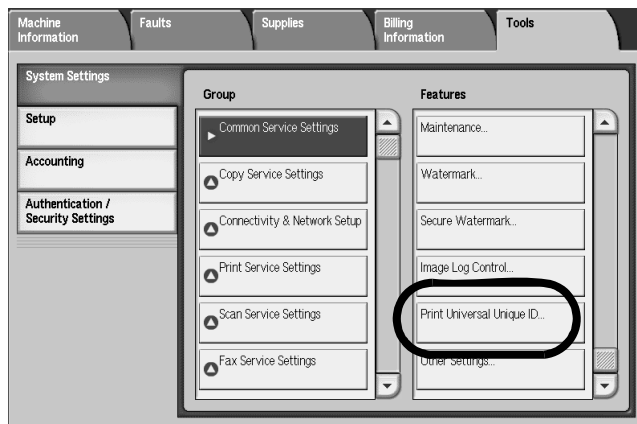 Machine
Information
Faults
Supplies
Billing
Information
Tools
System Settings
Setup
Accounting
Authentication /
Security Settings
Group
Common Service Settings
Copy Service Settings
Connectivity & Network Setup
Print Service Settings
Scan Service Settings
Fax Service Settings
Features
Maintenance...
Watermark...
Secure Watermark...
Image Log Control...
Print Universal Unique ID...
Other Settings...